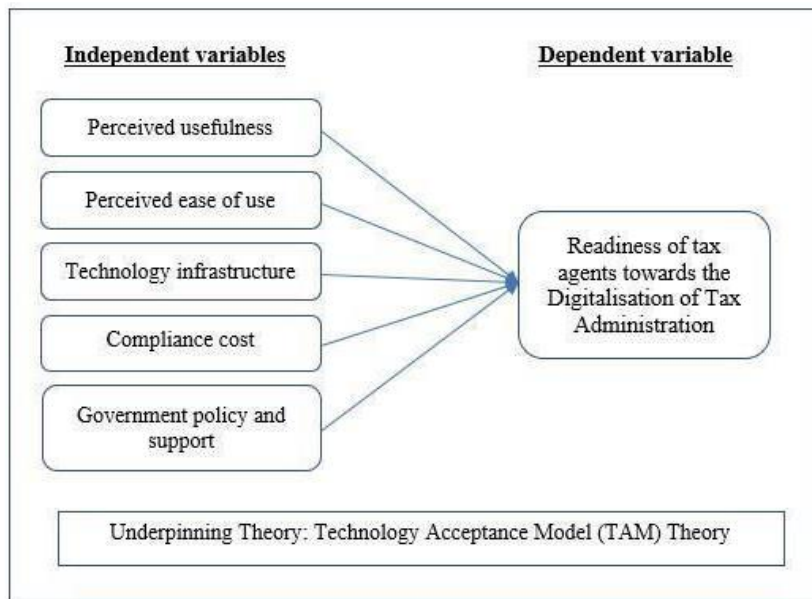 Independent variables
Dependent variable
Perceived usefulness
Perceived ease of use
Technology infrastructure
Compliance cost
Government policy and
support
Readiness of tax
agents towards the
Digitalisation of Tax
Administration
Underpinning Theory: Technology Acceptance Model (TAM) Theory